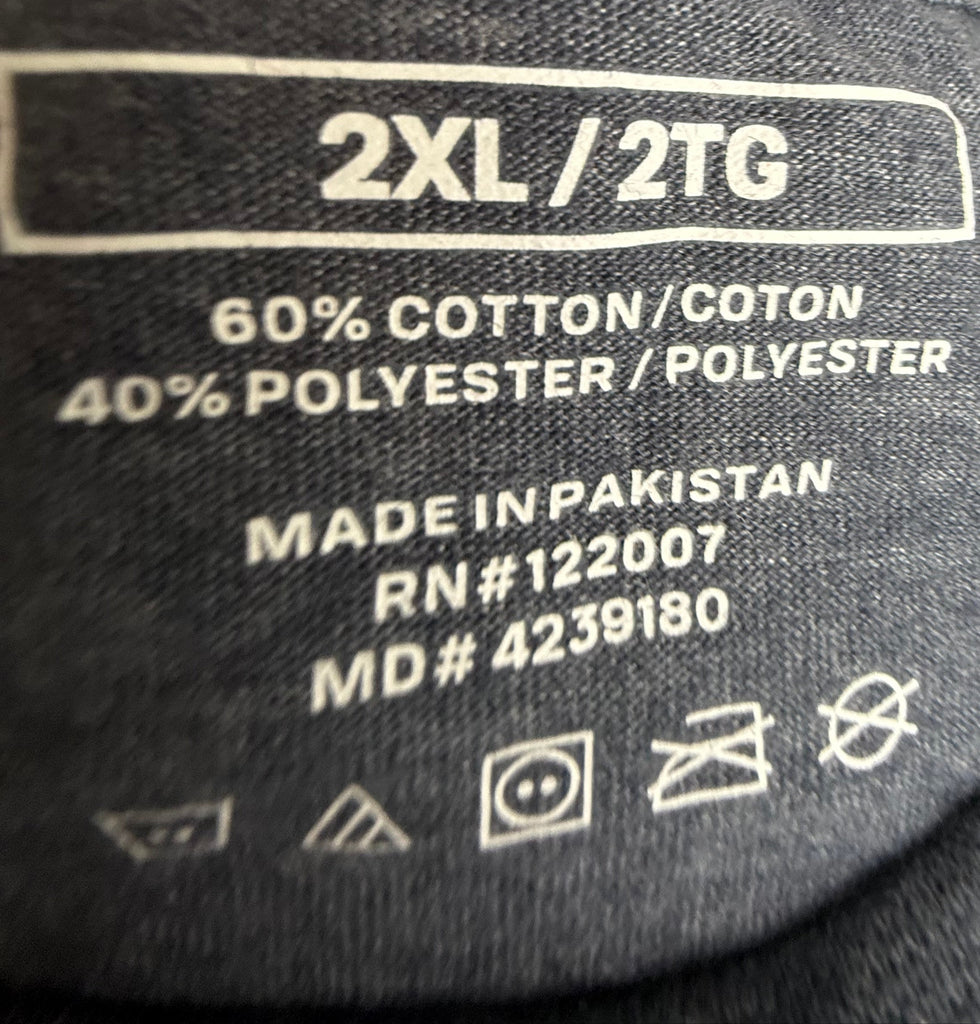 2XL / 2TG
60% COTTON / COTON
40% POLYESTER / POLYESTER
MADE IN PAKISTAN
RN# 122007
MD# 4239180